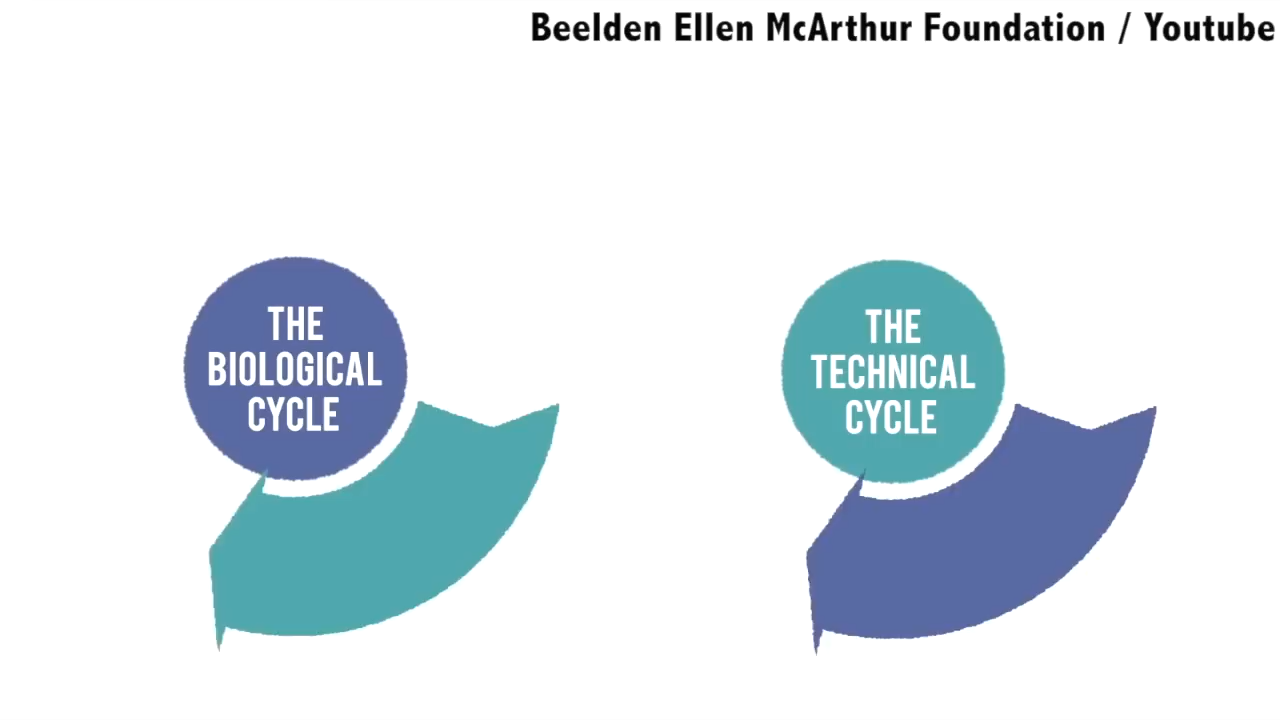 Beelden Ellen McArthur Foundation / Youtube
THE
BIOLOGICAL
CYCLE
THE
TECHNICAL
CYCLE